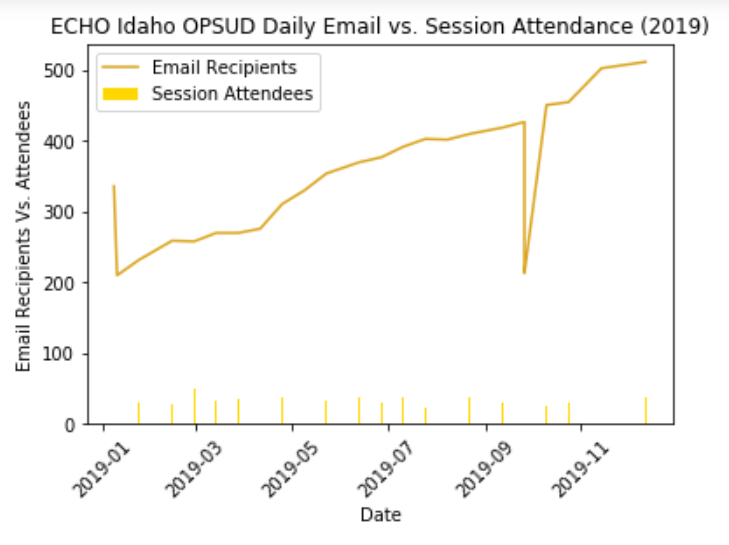 ECHO Idaho OPSUD Daily Email vs. Session Attendance (2019)
Email Recipients
Session Attendees
Email Recipients Vs. Attendees
500
400
300
200
100
0
2019-01
2019-03
2019-05
2019-07
2019-09
2019-11
Date